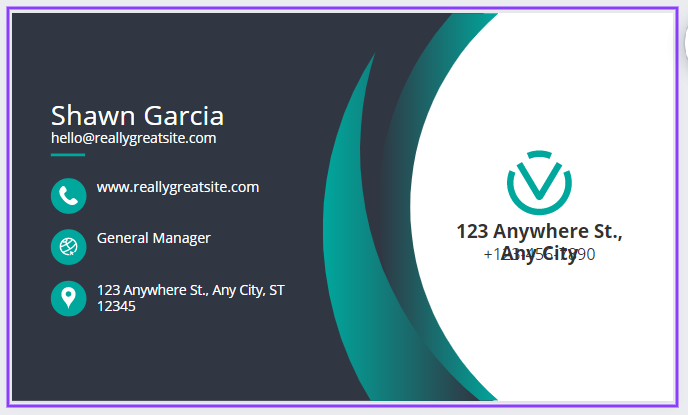 Shawn Garcia
hello@reallygreatsite.com
www.reallygreatsite.com
General Manager
123 Anywhere St., Any City, ST
12345
123 Anywhere St.,
Any City
+123-456-7890